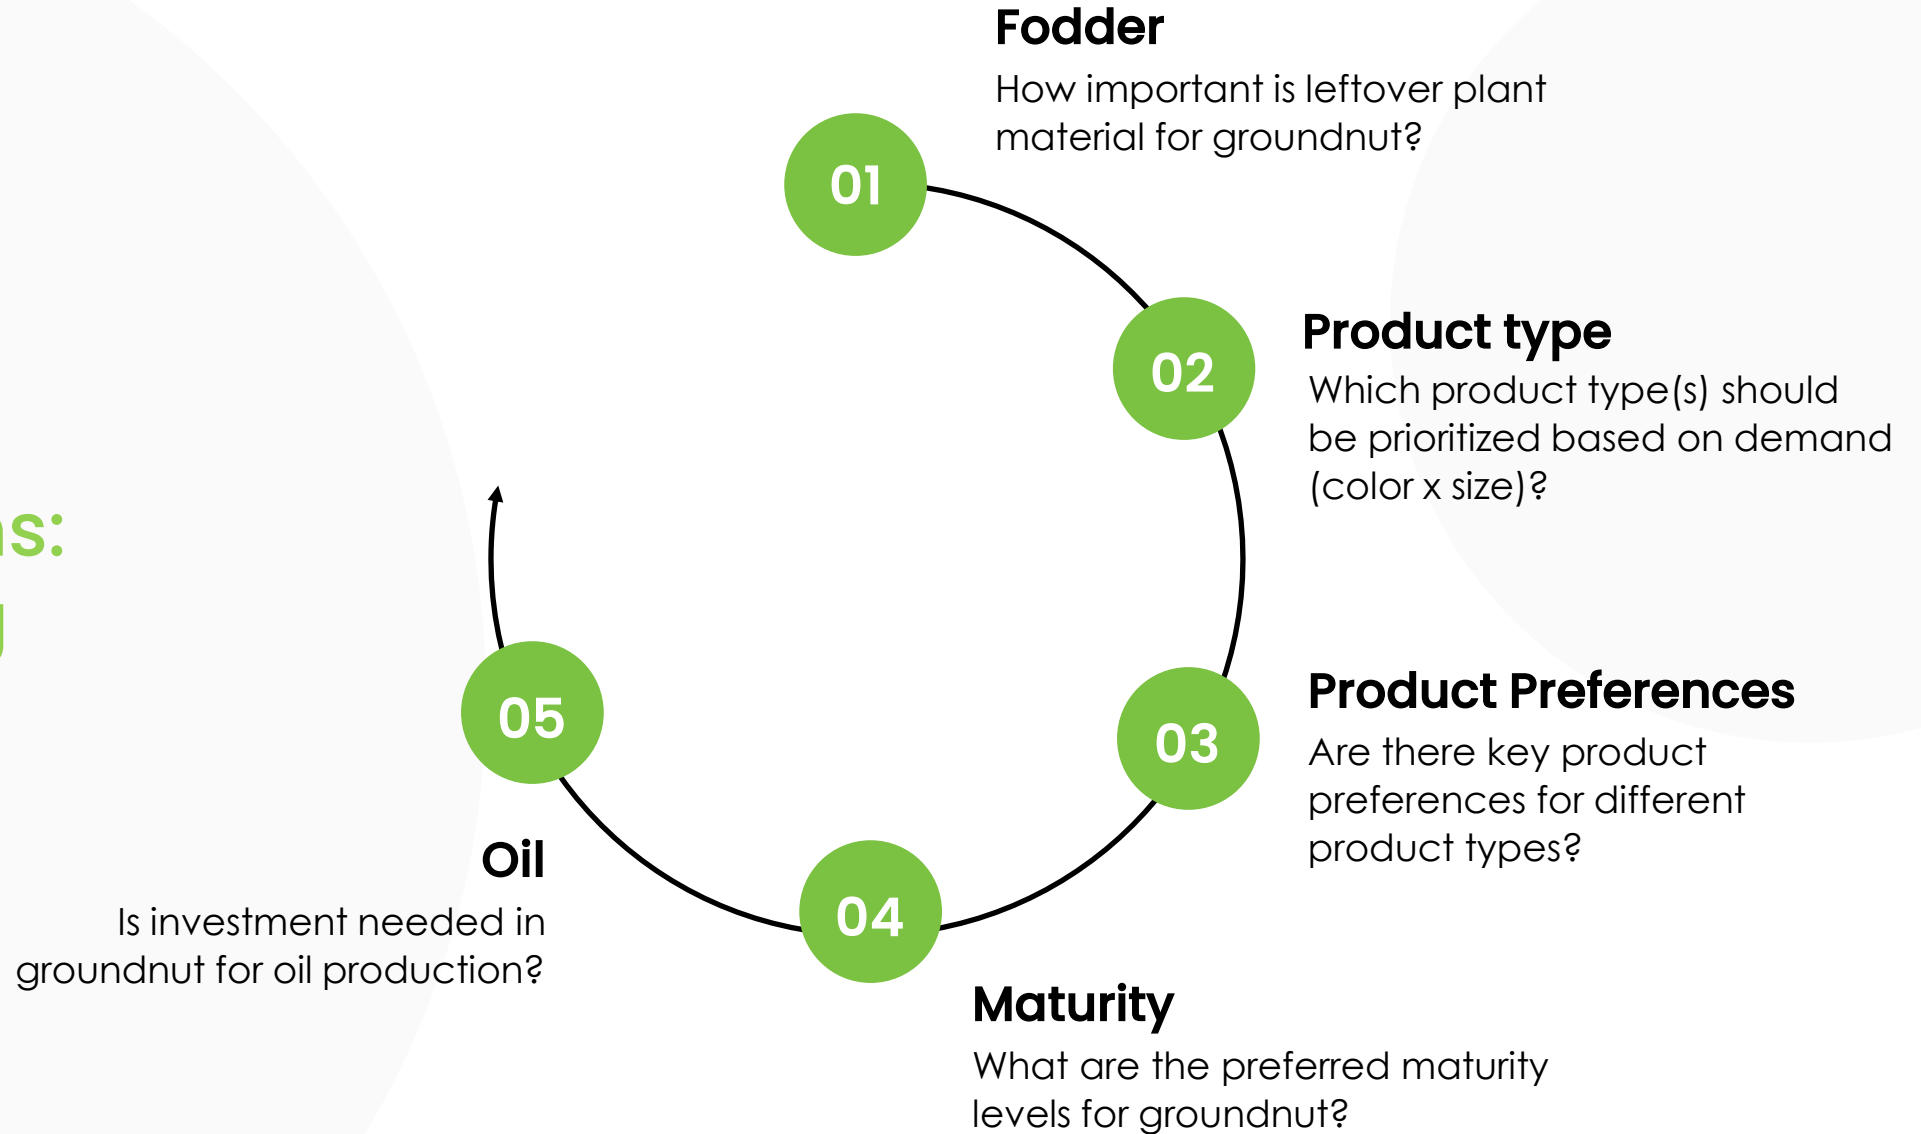 Fodder
How important is leftover plant
material for groundnut?
01
02
Product type
Which product type(s) should
be prioritized based on demand
(color x size)?
s:
03
Product Preferences
Are there key product
preferences for different
product types?
05
Oil
Is investment needed in
groundnut for oil production?
04
Maturity
What are the preferred maturity
levels for groundnut?